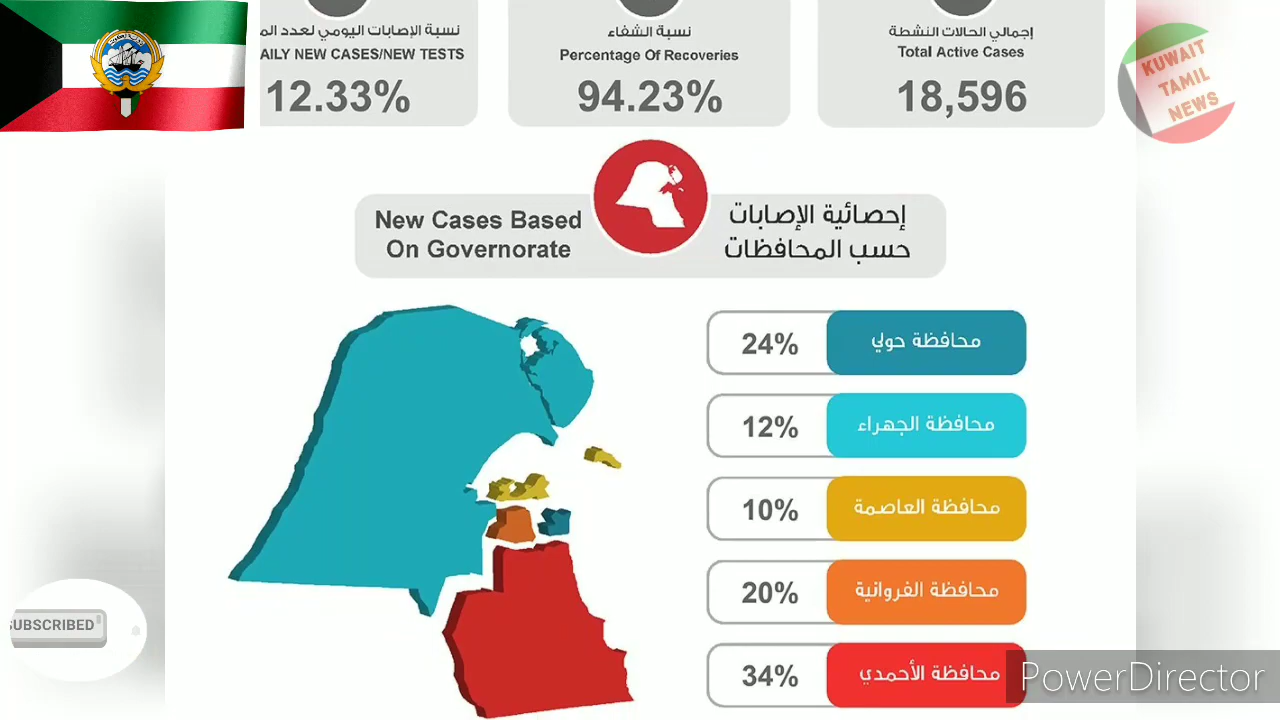 نسبة الإصابات اليومي لعدد
AILY NEW CASES/NEW TESTS
12.33%
نسبة الشفاء
Percentage Of Recoveries
94.23%
إجمالي الحالات النشطة
Total Active Cases
18,596
KUWAIT
TAMIL
NEWS
New Cases Based
On Governorate
إحصائية الإصابات
حسب المحافظات
24% محافظة حولي
12% محافظة الجهراء
10% محافظة العاصمة
20% محافظة الفروانية
34% محافظة الأحمدي
SUBSCRIBED
PowerDirector